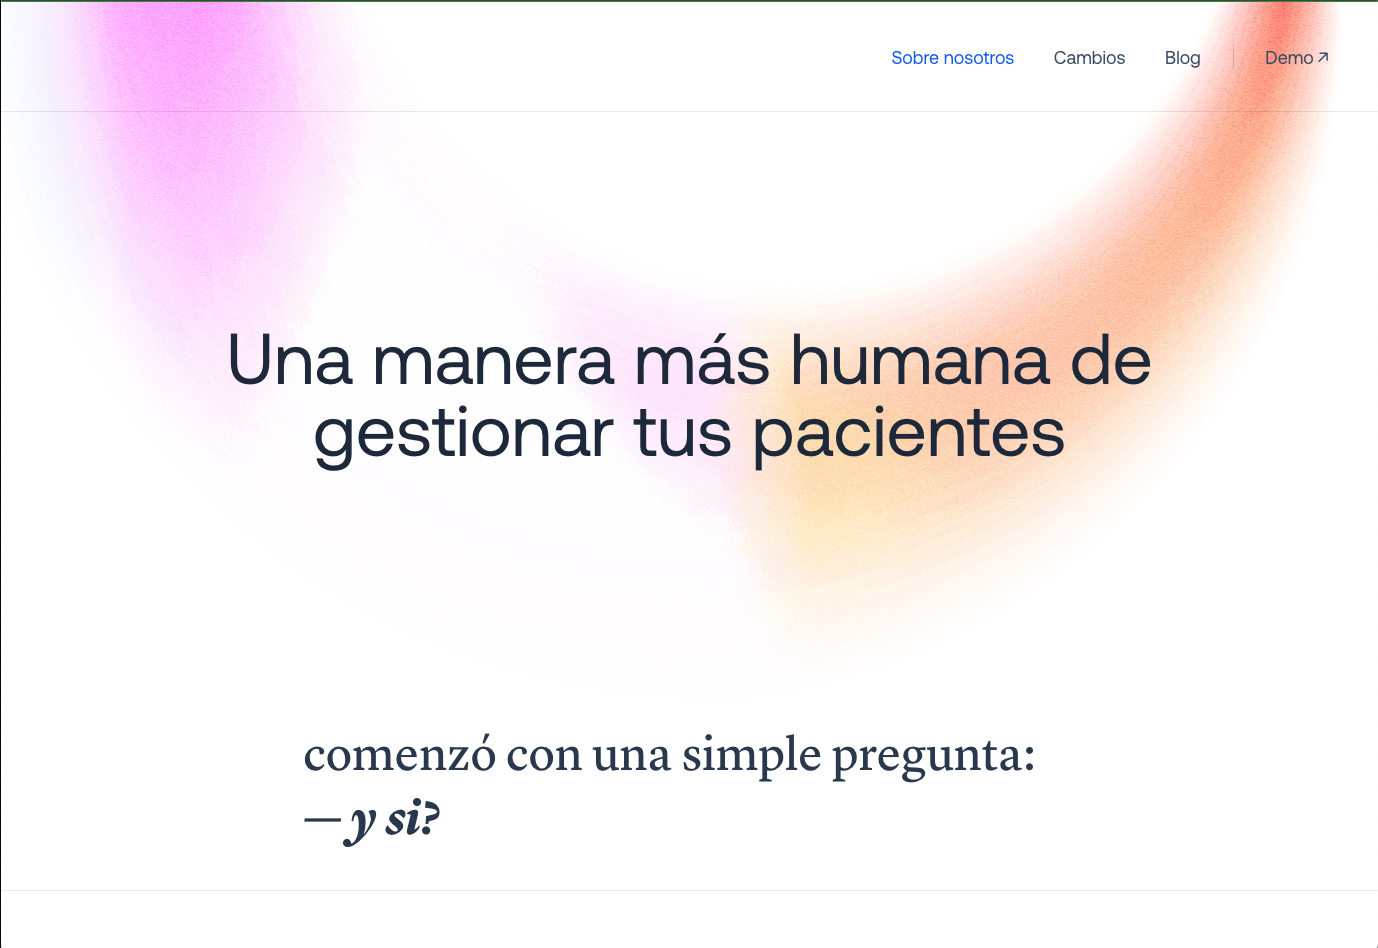 Sobre nosotros Cambios Blog Demo↗
Una manera más humana de
gestionar tus pacientes
comenzó con una simple pregunta:
— y si?